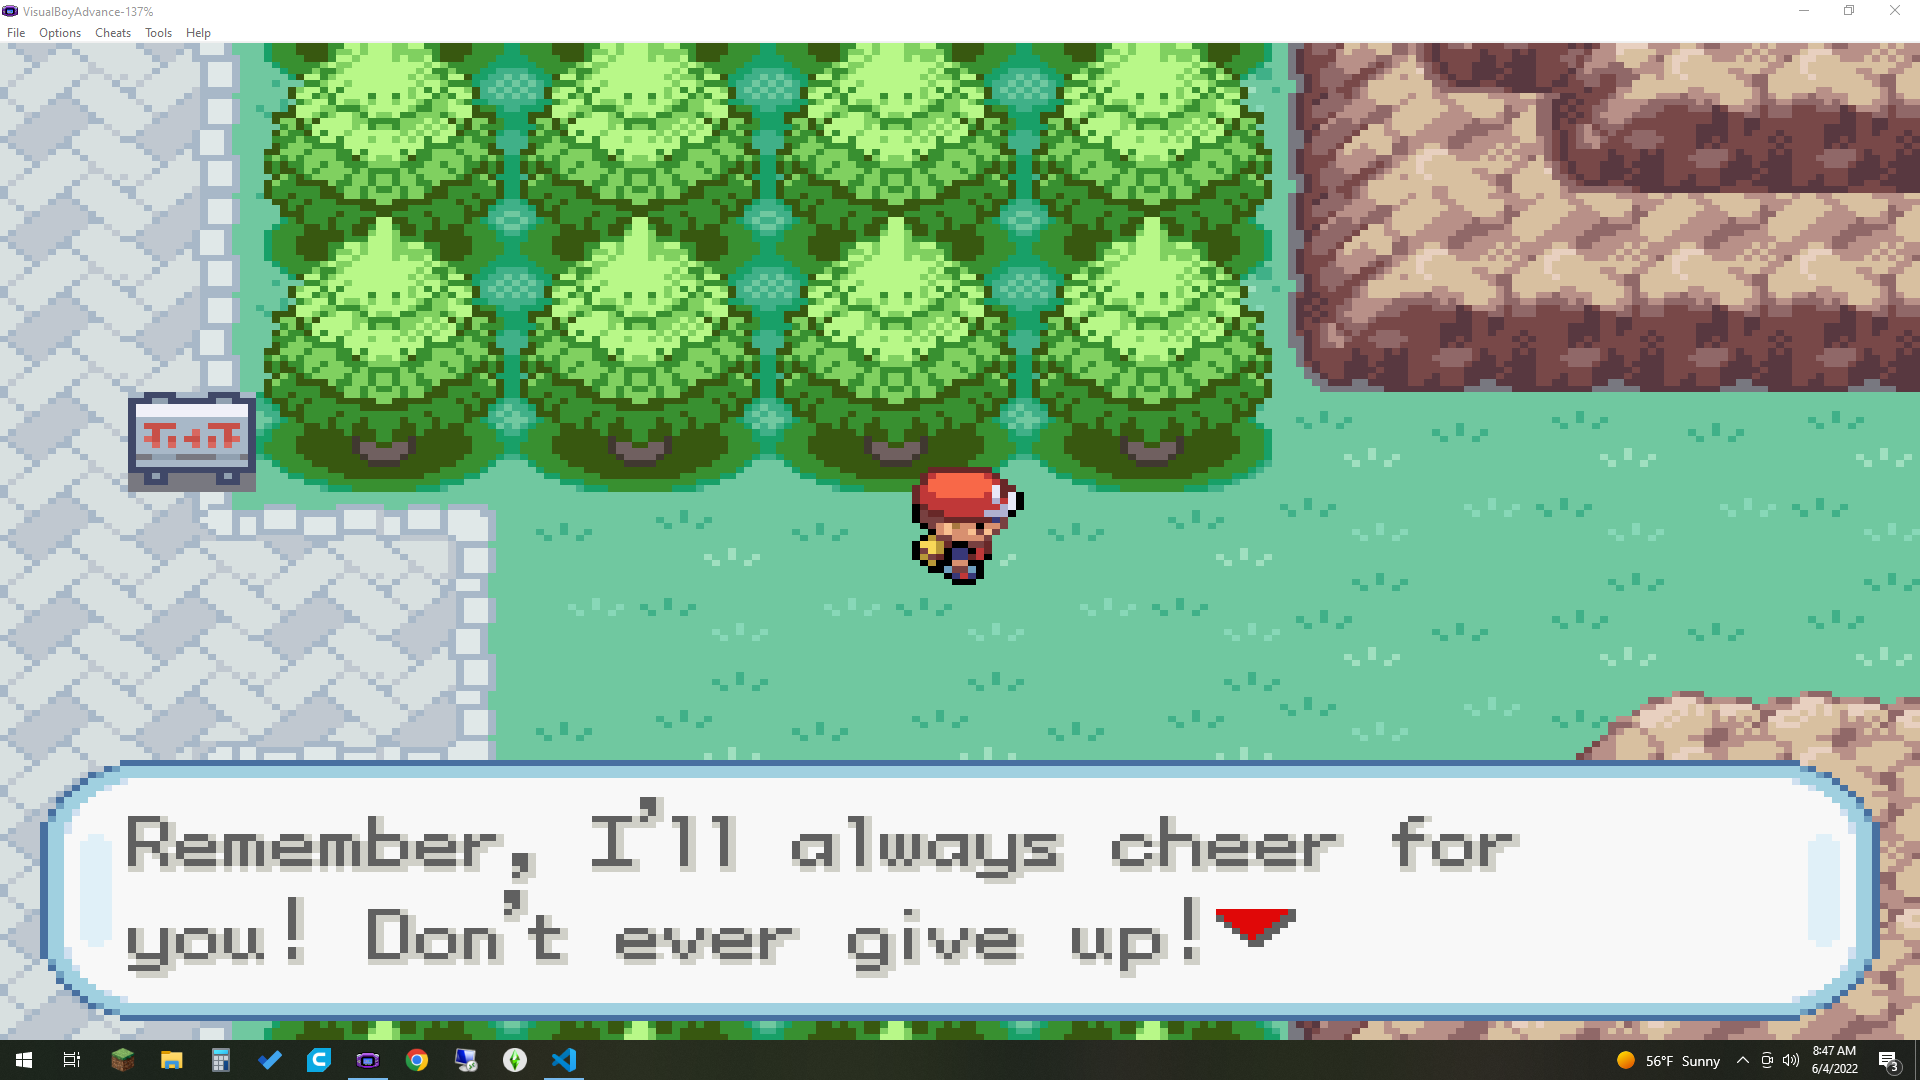 VisualBoyAdvance-137%
File Options Cheats Tools Help
Remember, I'll always cheer for
you! Don't ever give up!
56°F Sunny
8:47 AM
6/4/2022
3